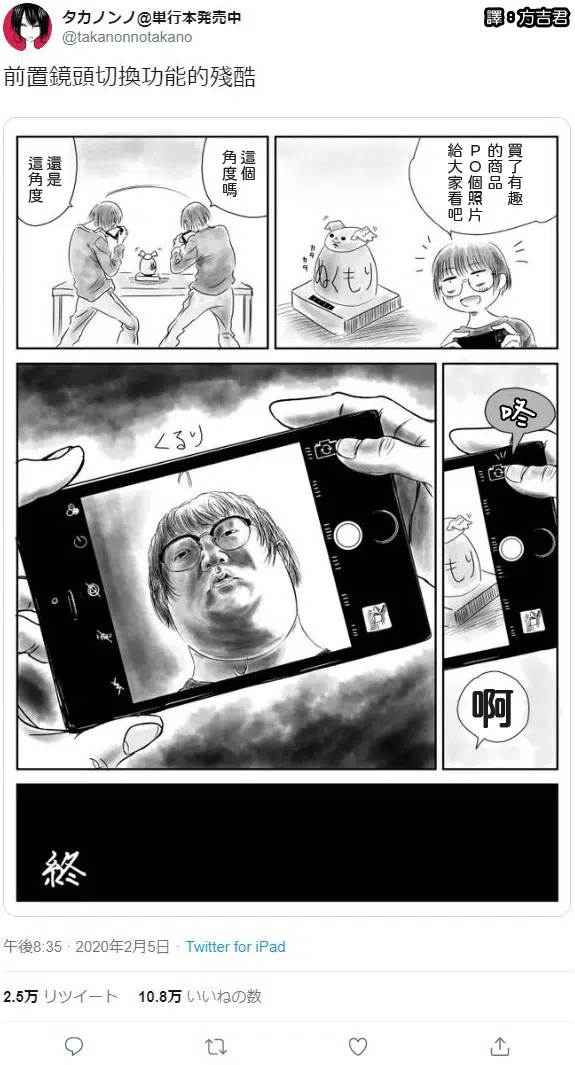 タカノンノ@単行本発売中
@takanonnotakano
譯:方吉君
前置鏡頭切換功能的殘酷
買了有趣
的商品
PO個照片
給大家看吧
カタ
カタ
ぬくもり
這個
角度嗎
還是
這角度
咚
もり
啊
くるり
終
午後8:35 · 2020年2月5日 · Twitter for iPad
2.5万 リツイート 10.8万 いいねの数